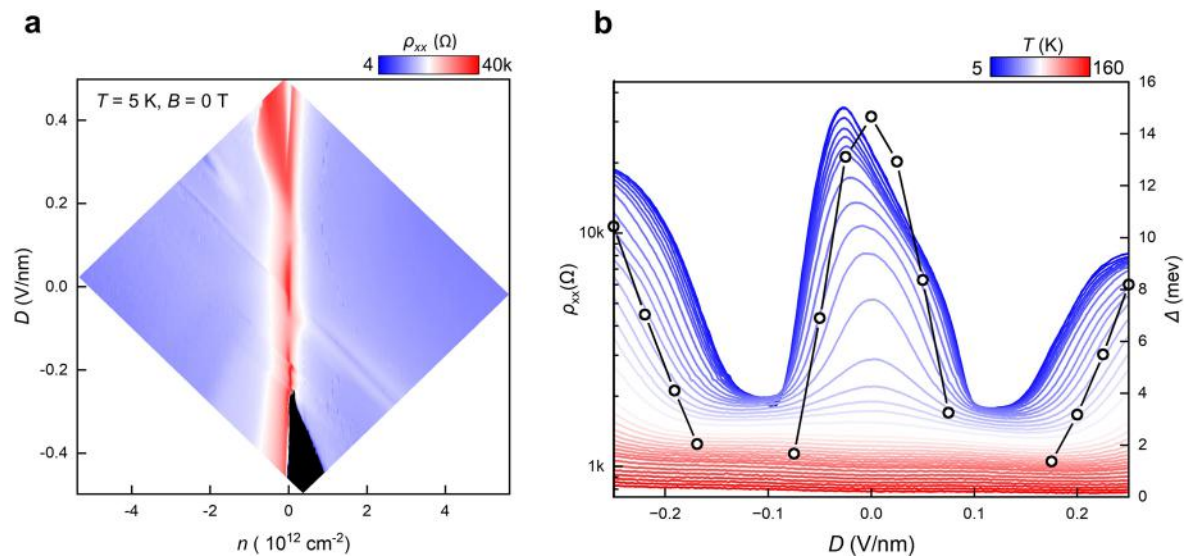 a
ρxx (Ω)
4 40k
T = 5 K, B = 0 T
0.4
0.2
0.0
-0.2
-0.4
D (V/nm)
-4 -2 0 2 4
n ( 10¹² cm⁻²)
b
T (K)
5 160
10k
1k
ρxx(Ω)
16
14
12
10
8
6
4
2
0
Δ (mev)
−0.2 −0.1 0.0 0.1 0.2
D (V/nm)